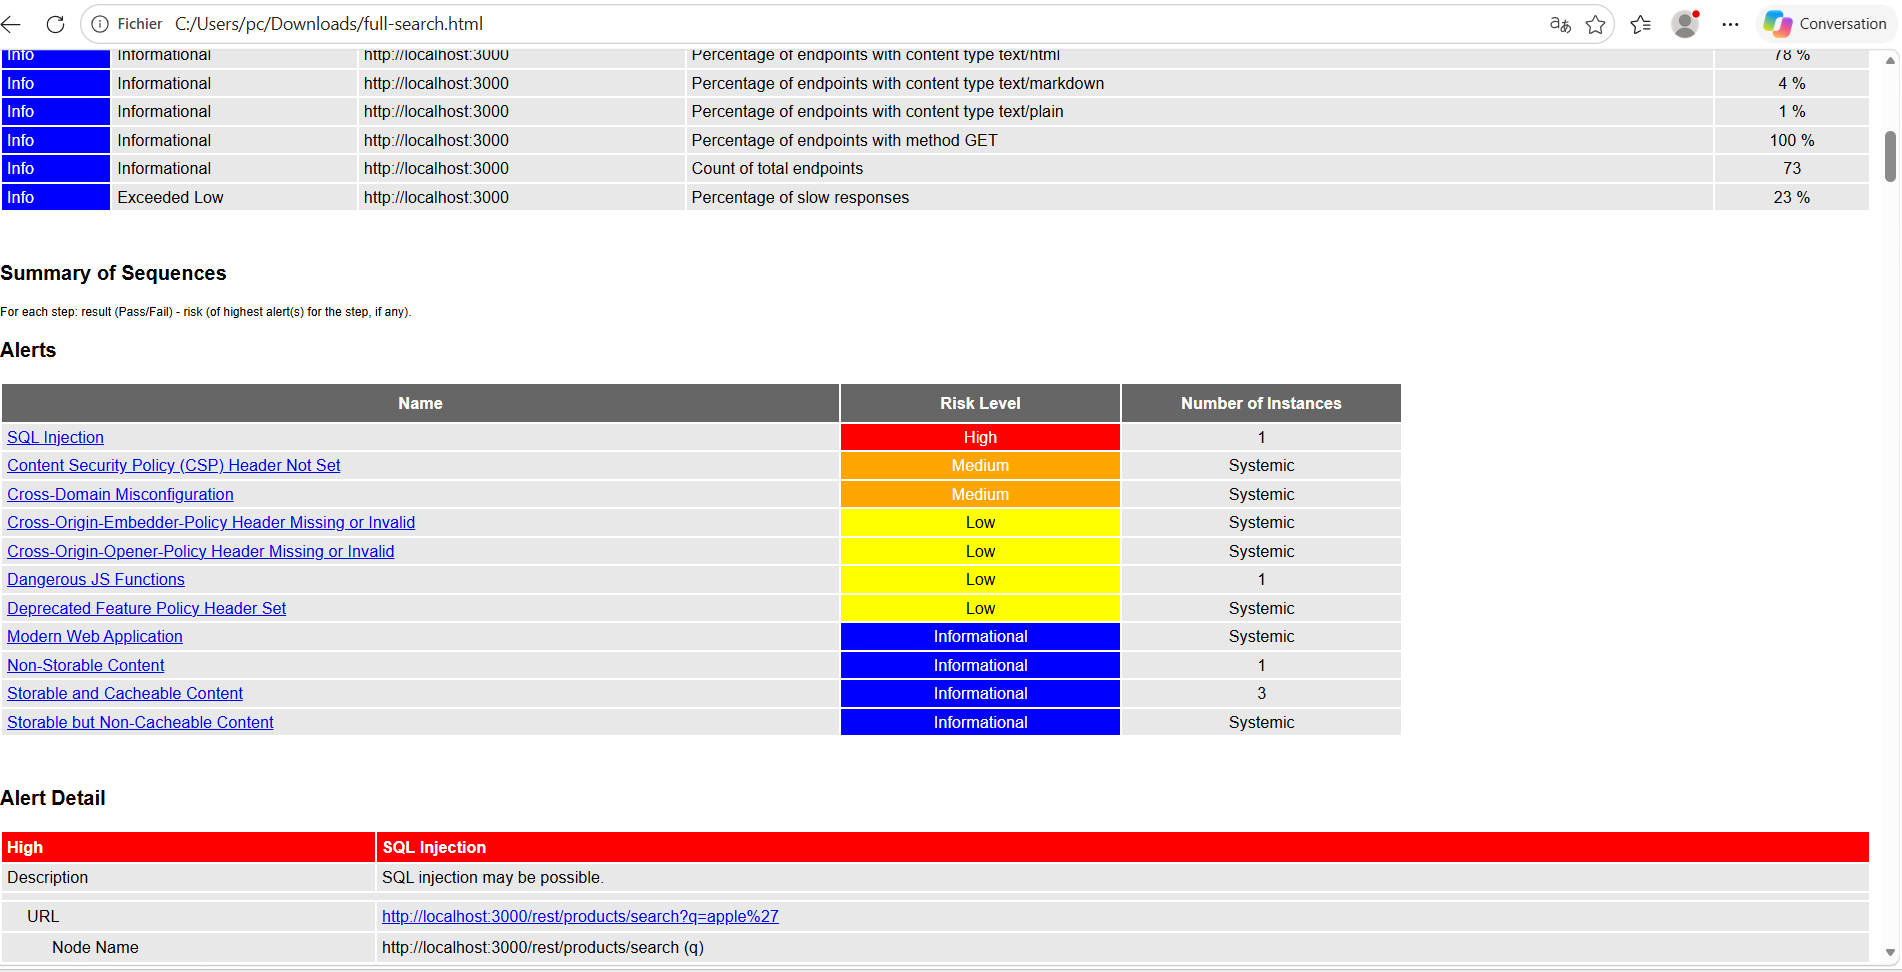 Fichier C:/Users/pc/Downloads/full-search.html Conversation
Info Informational http://localhost:3000 Percentage of endpoints with content type text/html 78 %
Info Informational http://localhost:3000 Percentage of endpoints with content type text/markdown 4 %
Info Informational http://localhost:3000 Percentage of endpoints with content type text/plain 1 %
Info Informational http://localhost:3000 Percentage of endpoints with method GET 100 %
Info Informational http://localhost:3000 Count of total endpoints 73
Info Exceeded Low http://localhost:3000 Percentage of slow responses 23 %
Summary of Sequences
For each step: result (Pass/Fail) - risk (of highest alert(s) for the step, if any).
Alerts
Name Risk Level Number of Instances
SQL Injection High 1
Content Security Policy (CSP) Header Not Set Medium Systemic
Cross-Domain Misconfiguration Medium Systemic
Cross-Origin-Embedder-Policy Header Missing or Invalid Low Systemic
Cross-Origin-Opener-Policy Header Missing or Invalid Low Systemic
Dangerous JS Functions Low 1
Deprecated Feature Policy Header Set Low Systemic
Modern Web Application Informational Systemic
Non-Storable Content Informational 1
Storable and Cacheable Content Informational 3
Storable but Non-Cacheable Content Informational Systemic
Alert Detail
High SQL Injection
Description SQL injection may be possible.
URL http://localhost:3000/rest/products/search?q=apple%27
Node Name http://localhost:3000/rest/products/search (q)